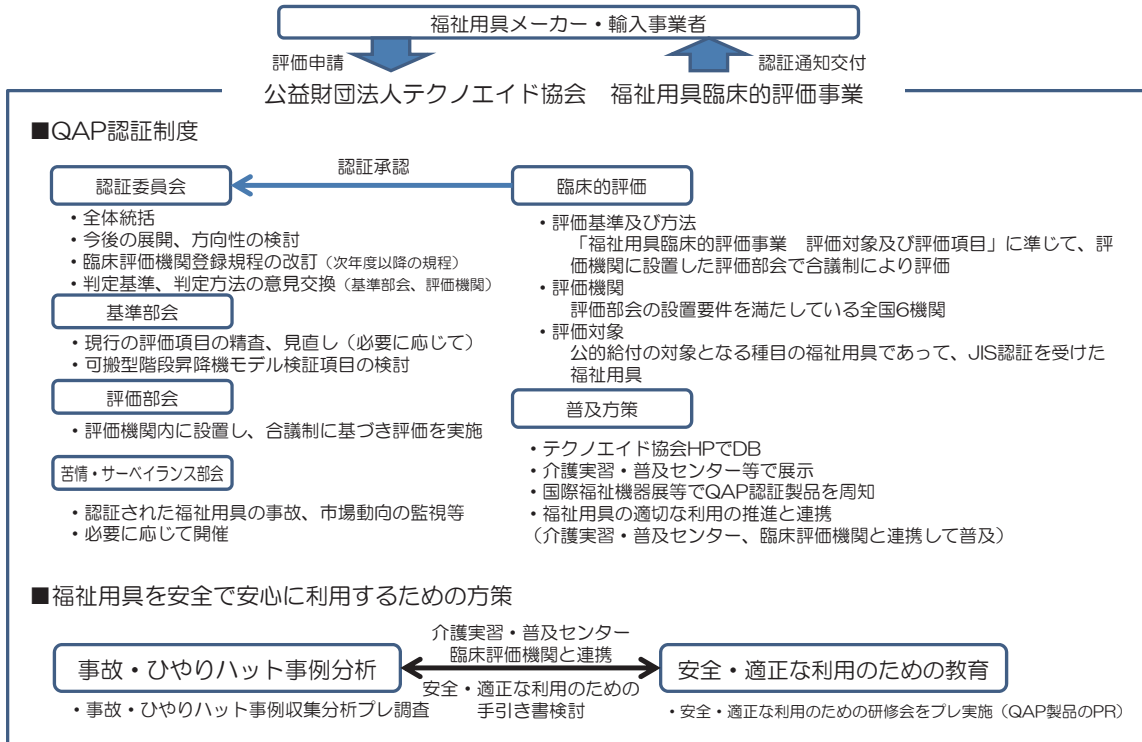 福祉用具メーカー・輸入事業者
評価申請
認証通知交付
公益財団法人テクノエイド協会　福祉用具臨床的評価事業
■QAP認証制度
認証委員会
認証承認
臨床的評価
・全体統括
・今後の展開、方向性の検討
・臨床評価機関登録規程の改訂（次年度以降の規程）
・判定基準、判定方法の意見交換（基準部会、評価機関）
基準部会
・現行の評価項目の精査、見直し（必要に応じて）
・可搬型階段昇降機モデル検証項目の検討
評価部会
・評価機関内に設置し、合議制に基づき評価を実施
苦情・サーベイランス部会
・認証された福祉用具の事故、市場動向の監視等
・必要に応じて開催
・評価基準及び方法
「福祉用具臨床的評価事業　評価対象及び評価項目」に準じて、評
価機関に設置した評価部会で合議制により評価
・評価機関
評価部会の設置要件を満たしている全国6機関
・評価対象
公的給付の対象となる種目の福祉用具であって、JIS認証を受けた
福祉用具
普及方策
・テクノエイド協会HPでDB
・介護実習・普及センター等で展示
・国際福祉機器展等でQAP認証製品を周知
・福祉用具の適切な利用の推進と連携
（介護実習・普及センター、臨床評価機関と連携して普及）
■福祉用具を安全で安心に利用するための方策
事故・ひやりハット事例分析
・事故・ひやりハット事例収集分析プレ調査
介護実習・普及センター
臨床評価機関と連携
安全・適正な利用のための
手引き書検討
安全・適正な利用のための教育
・安全・適正な利用のための研修会をプレ実施（QAP製品のPR）